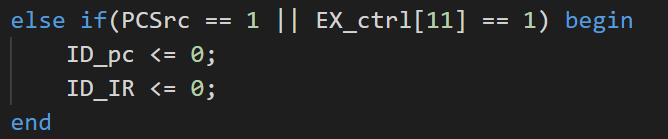 else if(PCSrc == 1 || EX_ctrl[11] == 1) begin
    ID_pc <= 0;
    ID_IR <= 0;
end